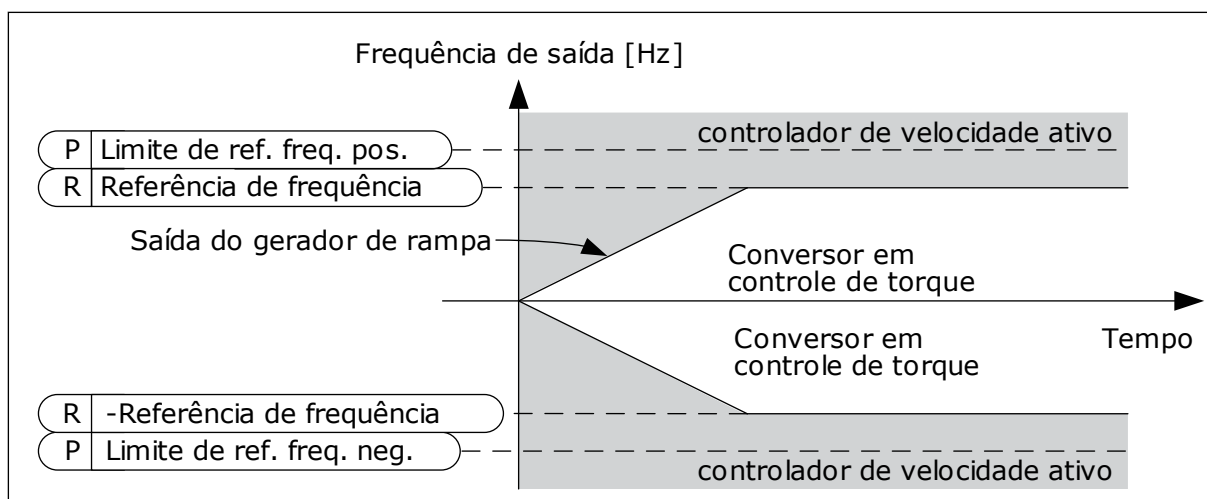 Frequência de saída [Hz]
controlador de velocidade ativo
P Limite de ref. freq. pos.
R Referência de frequência
Saída do gerador de rampa
Conversor em
controle de torque
Conversor em
controle de torque
Tempo
R -Referência de frequência
P Limite de ref. freq. neg.
controlador de velocidade ativo